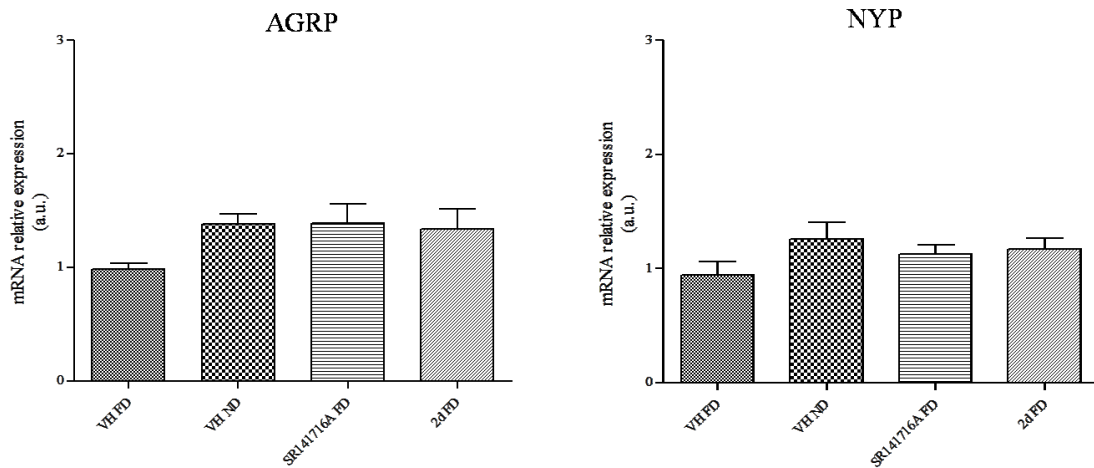 AGRP
mRNA relative expression
(a.u.)
3
2
1
0
VH FD
VH ND
SR141716A FD
2d FD
NYP
mRNA relative expression
(a.u.)
3
2
1
0
VH FD
VH ND
SR141716A FD
2d FD